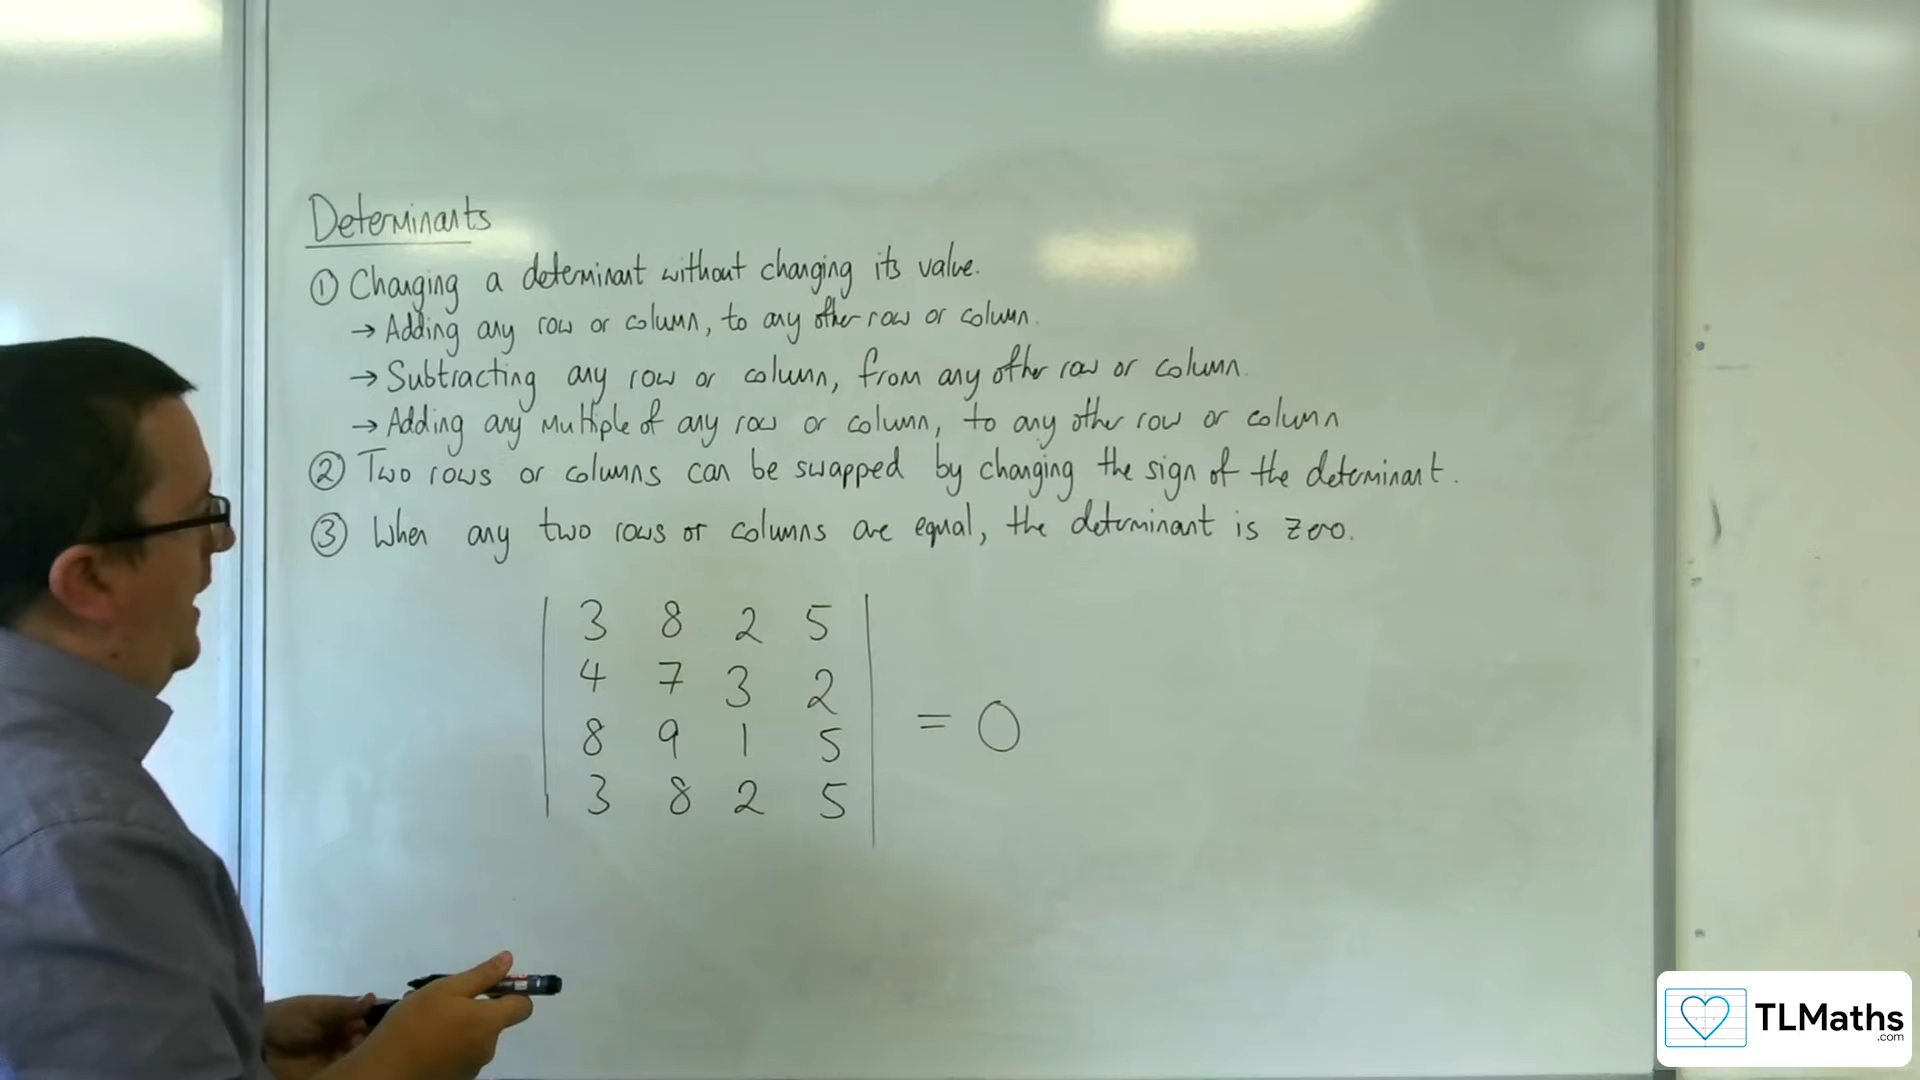 Determinants
① Changing a determinant without changing its value.
→ Adding any row or column, to any other row or column.
→ Subtracting any row or column, from any other row or column.
→ Adding any multiple of any row or column, to any other row or column
② Two rows or columns can be swapped by changing the sign of the determinant.
③ When any two rows or columns are equal, the determinant is zero.
3 8 2 5
4 7 3 2
8 9 1 5
3 8 2 5
= 0
TLMaths
.com